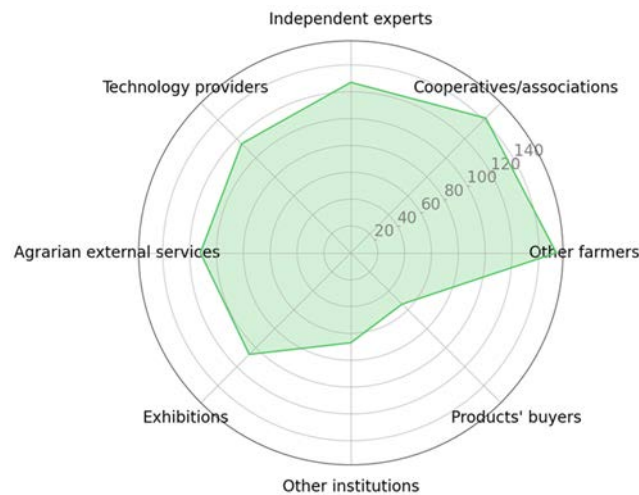 Independent experts
Technology providers
Cooperatives/associations
140
120
100
80
60
40
20
Agrarian external services
Other farmers
Exhibitions
Products' buyers
Other institutions